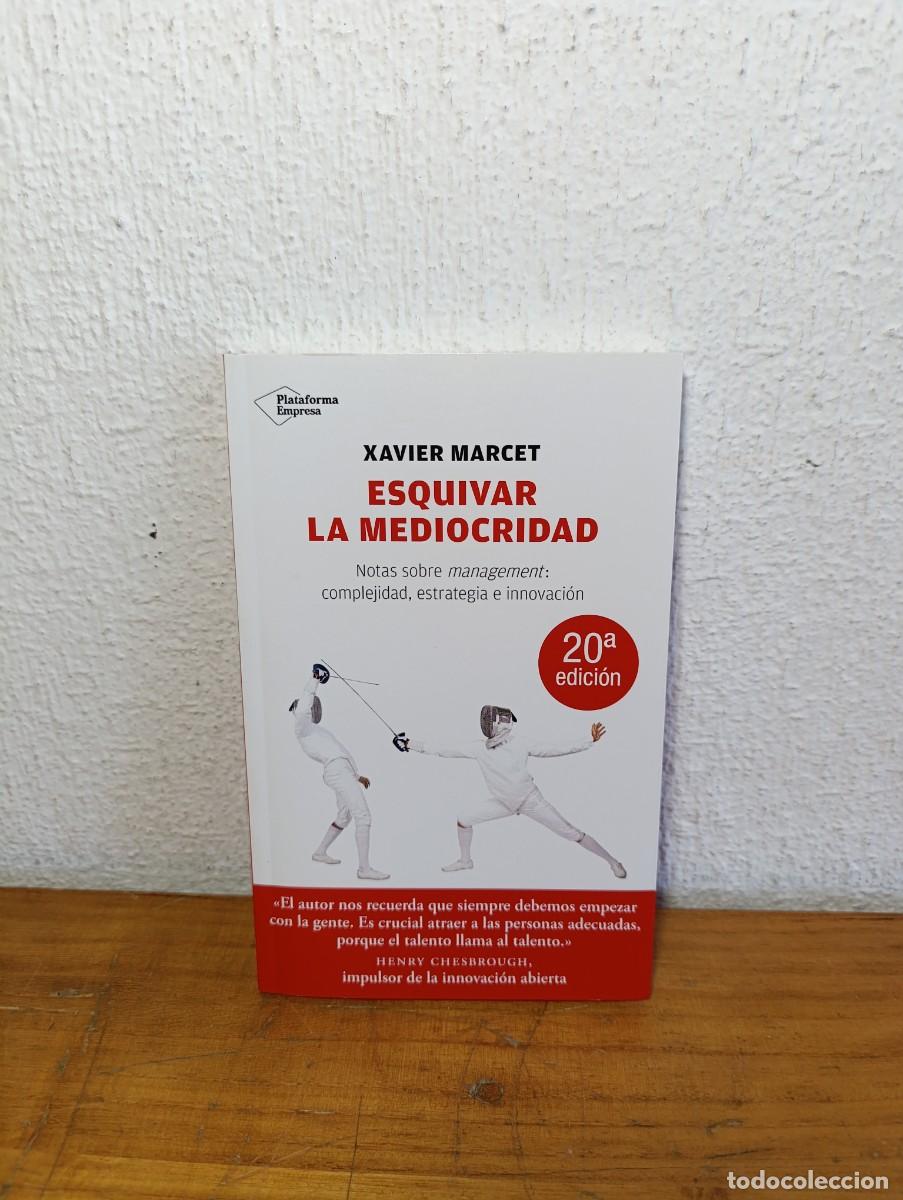 Plataforma
Empresa
XAVIER MARCET
ESQUIVAR
LA MEDIOCRIDAD
Notas sobre management:
complejidad, estrategia e innovación
20ª
edición
«El autor nos recuerda que siempre debemos empezar
con la gente. Es crucial atraer a las personas adecuadas,
porque el talento llama al talento.»
HENRY CHESBROUGH,
impulsor de la innovación abierta
todocoleccion